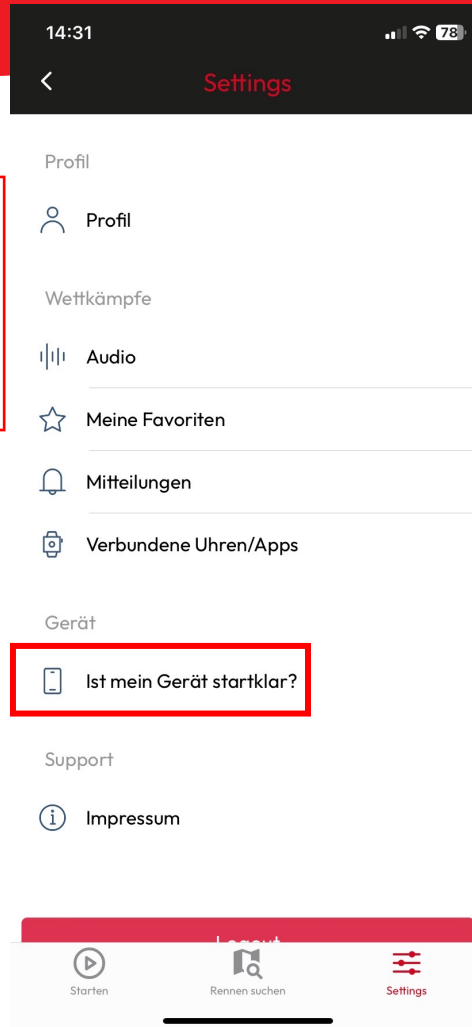 14:31
78
Settings
Profil
Profil
Wettkämpfe
Audio
Meine Favoriten
Mitteilungen
Verbundene Uhren/Apps
Gerät
Ist mein Gerät startklar?
Support
Impressum
Logout
Starten
Rennen suchen
Settings